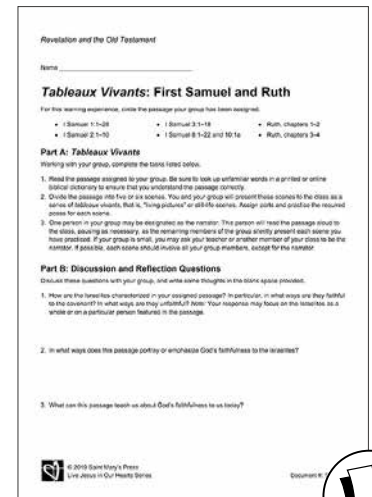 Revelation and the Old Testament
Name
Tableaux Vivants: First Samuel and Ruth
For this learning experience, circle the passage your group has been assigned.
• 1 Samuel 1:1–28 • 1 Samuel 3:1–18 • Ruth, chapters 1–2
• 1 Samuel 2:1–10 • 1 Samuel 8:1–22 and 10:1a • Ruth, chapters 3–4
Part A: Tableaux Vivants
Working with your group, complete the tasks listed below.
1. Read the passage assigned to your group. Be sure to look up unfamiliar words in a printed or online
biblical dictionary to ensure that you understand the passage correctly.
2. Divide the passage into five or six scenes. You and your group will present these scenes to the class as a
series of tableaux vivants, that is, "living pictures" or still-life scenes. Assign parts and practice the required
poses for each scene.
3. One person in your group may be designated as the narrator. This person will read the passage aloud to
the class, pausing as necessary, as the remaining members of the group silently present each scene you
have practiced. If your group is small, you may ask your teacher or another member of your class to be the
narrator. If possible, each scene should involve all your group members, except for the narrator.
Part B: Discussion and Reflection Questions
Discuss these questions with your group, and write some thoughts in the blank space provided.
1. How are the Israelites characterized in your assigned passage? In particular, in what ways are they faithful
to the covenant? In what ways are they unfaithful? Note: Your response may focus on the Israelites as a
whole or on a particular person featured in the passage.
2. In what ways does this passage portray or emphasize God's faithfulness to the Israelites?
3. What can this passage teach us about God's faithfulness to us today?
© 2019 Saint Mary's Press
Live Jesus in Our Hearts Series
Document #: